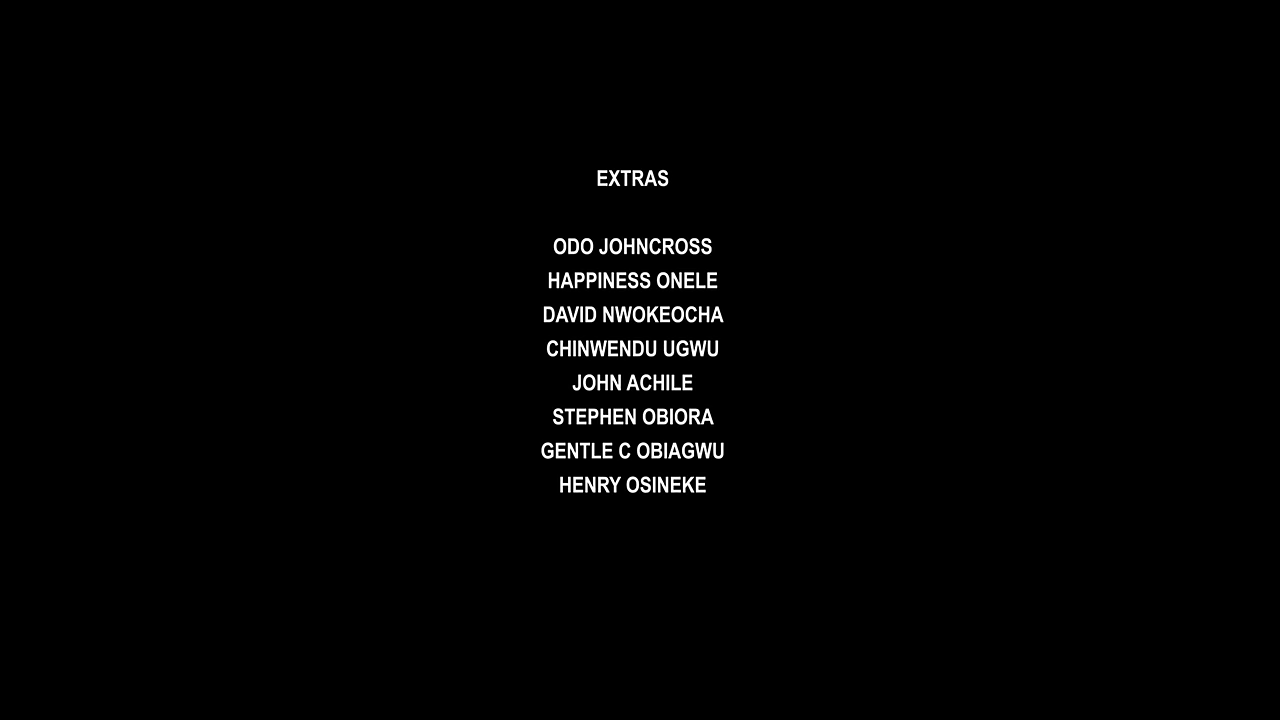 EXTRAS
ODO JOHNCROSS
HAPPINESS ONELE
DAVID NWOKEOCHA
CHINWENDU UGWU
JOHN ACHILE
STEPHEN OBIORA
GENTLE C OBIAGWU
HENRY OSINEKE